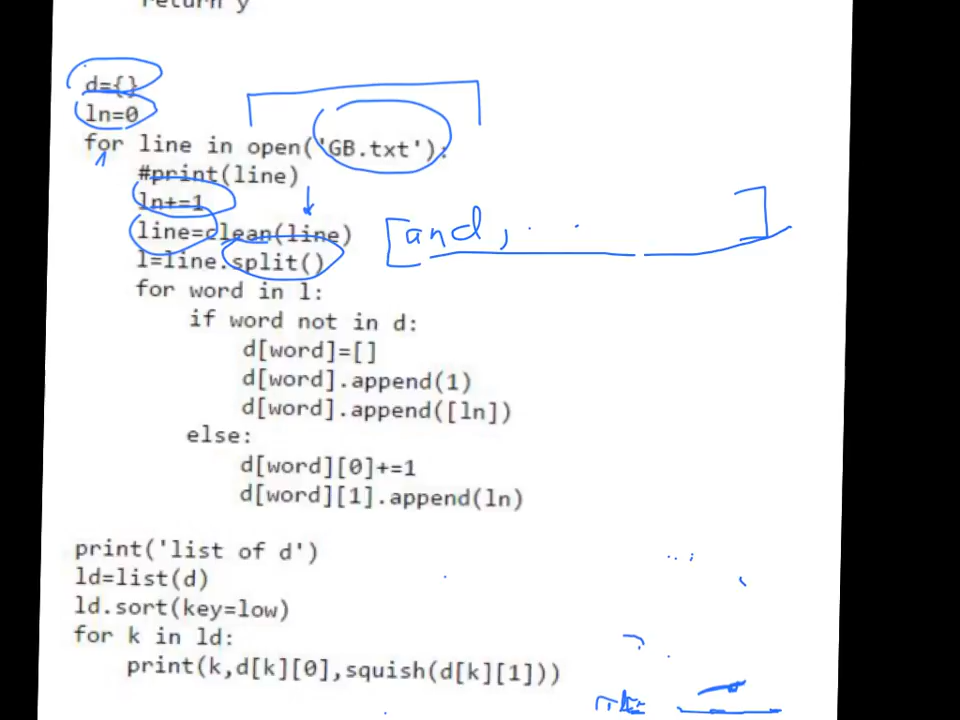 return y
d={}
ln=0
for line in open('GB.txt'):
    #print(line)
    ln+=1
    line=clean(line) [and, . . ]
    l=line.split()
    for word in l:
        if word not in d:
            d[word]=[]
            d[word].append(1)
            d[word].append([ln])
        else:
            d[word][0]+=1
            d[word][1].append(ln)
print('list of d')
ld=list(d)
ld.sort(key=low)
for k in ld:
    print(k,d[k][0],squish(d[k][1]))